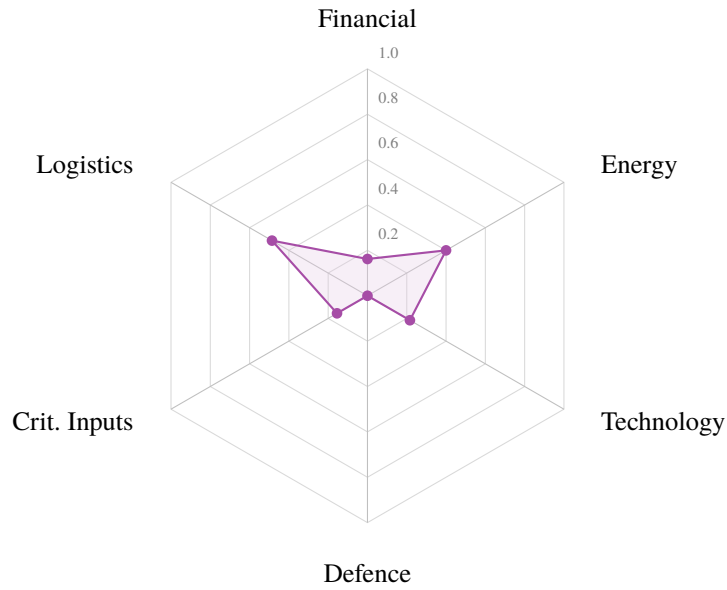 Financial
1.0
0.8
0.6
0.4
0.2
Logistics
Energy
Crit. Inputs
Technology
Defence